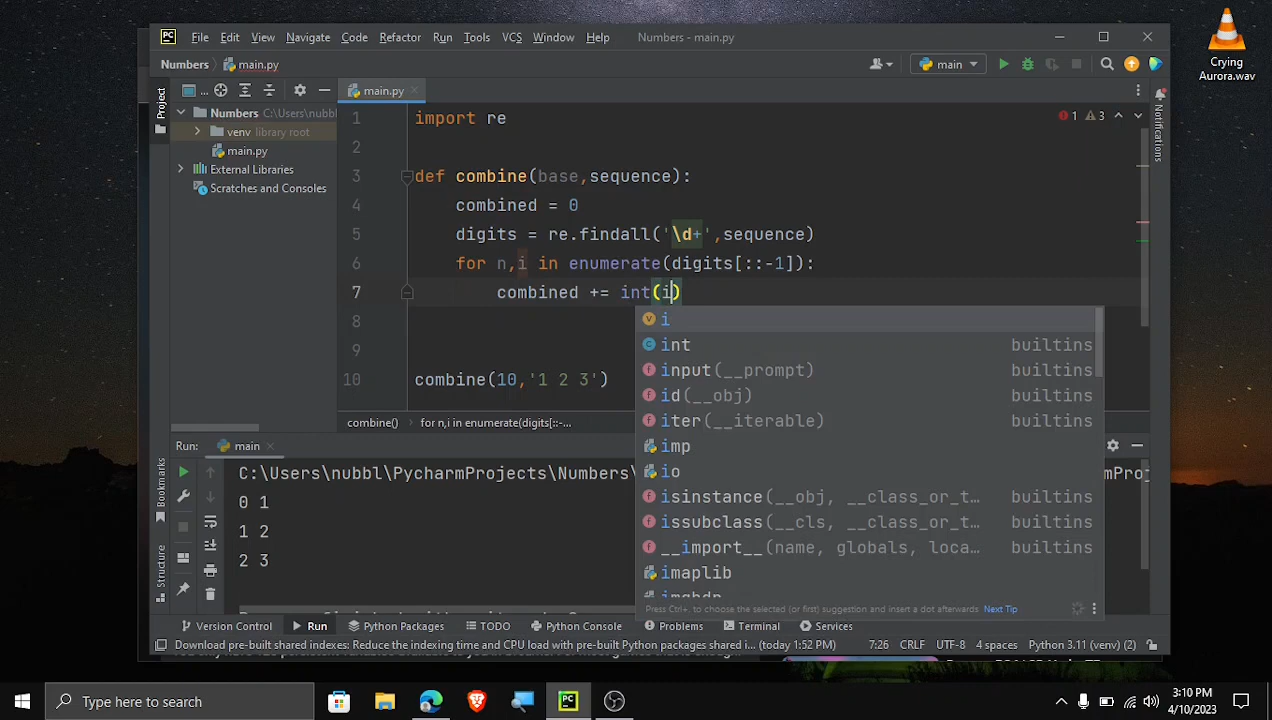 PC File Edit View Navigate Code Refactor Run Tools VCS Window Help Numbers - main.py
Crying
Aurora.wav
Numbers main.py main
Project ... main.py
Numbers C:\Users\nubbl
venv library root
main.py
External Libraries
Scratches and Consoles
1 import re 1 3
2
3 def combine(base,sequence):
4 combined = 0
5 digits = re.findall('\d+',sequence)
6 for n,i in enumerate(digits[::-1]):
7 combined += int(i)
8
9
10 combine(10,'1 2 3')
Notifications
i
int builtins
input(__prompt) builtins
id(__obj) builtins
iter(__iterable) builtins
imp
io
isinstance(__obj, __class_or_t… builtins
issubclass(__cls, __class_or_t… builtins
__import__(name, globals, loca… builtins
imaplib
Press Ctrl+. to choose the selected (or first) suggestion and insert a dot afterwards Next Tip
combine() for n,i in enumerate(digits[::-...
Run: main
C:\Users\nubbl\PycharmProjects\Numbers\
0 1
1 2
2 3
Bookmarks
Structure
Version Control Run Python Packages TODO Python Console Problems Terminal Services
Download pre-built shared indexes: Reduce the indexing time and CPU load with pre-built shared i... (today 1:52 PM) 7:26 CRLF UTF-8 4 spaces Python 3.11 (venv) (2)
Type here to search
PC
3:10 PM
4/10/2023